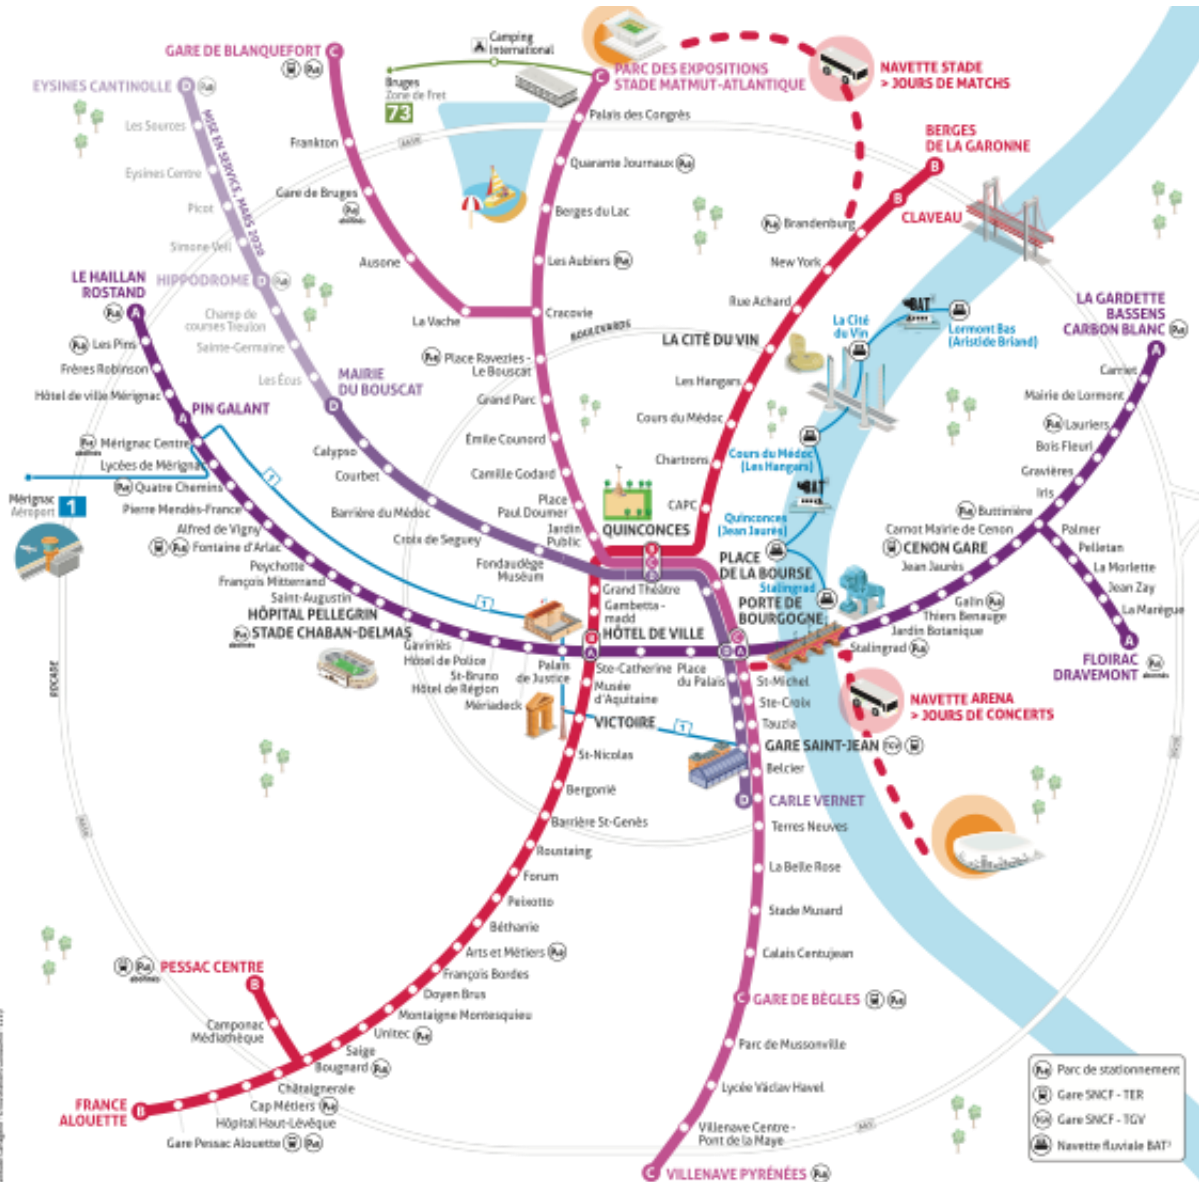 GARE DE BLANQUEFORT
C
EYSINES CANTINOLLE
D
Les Sources
Eysines Centre
Picot
Simone Veil
MISE EN SERVICE, MARS 2020
HIPPODROME
D
Champ de
courses Treulon
Sainte-Germaine
Les Écus
MAIRIE
DU BOUSCAT
D
Calypso
Courbet
Barrière du Médoc
Croix de Seguey
Fondaudège
Muséum
Frankton
Gare de Bruges
abonnés
Ausone
La Vache
Cracovie
Camping
International
Bruges
Zone de Fret
73
C
PARC DES EXPOSITIONS
STADE MATMUT-ATLANTIQUE
Palais des Congrès
Quarante Journaux
Berges du Lac
Les Aubiers
Place Ravezies -
Le Bouscat
Grand Parc
Émile Counord
Camille Godard
Place
Paul Doumer
Jardin
Public
NAVETTE STADE
> JOURS DE MATCHS
BERGES
DE LA GARONNE
B
B
CLAVEAU
Brandenburg
New York
Rue Achard
BOULEVARDS
LA CITÉ DU VIN
Les Hangars
Cours du Médoc
Chartrons
CAPC
QUINCONCES
B
C
D
La Cité
du Vin
BAT
Lormont Bas
(Aristide Briand)
Cours du Médoc
(Les Hangars)
BAT
Quinconces
(Jean Jaurès)
Stalingrad
LE HAILLAN
ROSTAND
A
Les Pins
Frères Robinson
Hôtel de ville Mérignac
A
PIN GALANT
Mérignac Centre
abonnés
Lycées de Mérignac
Quatre Chemins
Pierre Mendès-France
Alfred de Vigny
Fontaine d'Arlac
Peychotte
François Mitterrand
Saint-Augustin
HÔPITAL PELLEGRIN
STADE CHABAN-DELMAS
abonnés
Gaviniès
Hôtel de Police
St-Bruno
Hôtel de Région
Mériadeck
Palais
de Justice
Mérignac
Aéroport
1
1
1
1
ROCADE
Grand Théâtre
Gambetta -
madd
HÔTEL DE VILLE
B
A
Ste-Catherine
Place
du Palais
PLACE
DE LA BOURSE
PORTE DE
BOURGOGNE
C
D
A
LA GARDETTE
BASSENS
CARBON BLANC
A
Carriet
Mairie de Lormont
Lauriers
Bois Fleuri
Gravières
Iris
Buttinière
Carnot Mairie de Cenon
CENON GARE
Jean Jaurès
Palmer
Pelletan
La Morlette
Jean Zay
La Marègue
A
FLOIRAC
DRAVEMONT
abonnés
Galin
Thiers Benauge
Jardin Botanique
Stalingrad
NAVETTE ARENA
> JOURS DE CONCERTS
Musée
d'Aquitaine
VICTOIRE
St-Nicolas
Bergonié
Barrière St-Genès
Roustaing
Forum
Peixotto
Béthanie
Arts et Métiers
François Bordes
Doyen Brus
Montaigne Montesquieu
Unitec
Saige
Bougnard
PESSAC CENTRE
abonnés
B
Camponac
Médiathèque
Châtaigneraie
Cap Métiers
Hôpital Haut-Lévêque
Gare Pessac Alouette
FRANCE
ALOUETTE
B
St-Michel
Ste-Croix
Tauzia
GARE SAINT-JEAN
TGV
Belcier
D
CARLE VERNET
Terres Neuves
La Belle Rose
Stade Musard
Calais Centujean
C
GARE DE BÈGLES
Parc de Mussonville
Lycée Václav Havel
Villenave Centre -
Pont de la Maye
C
VILLENAVE PYRÉNÉES
Parc de stationnement
Gare SNCF - TER
TGV
Gare SNCF - TGV
Navette fluviale BAT³